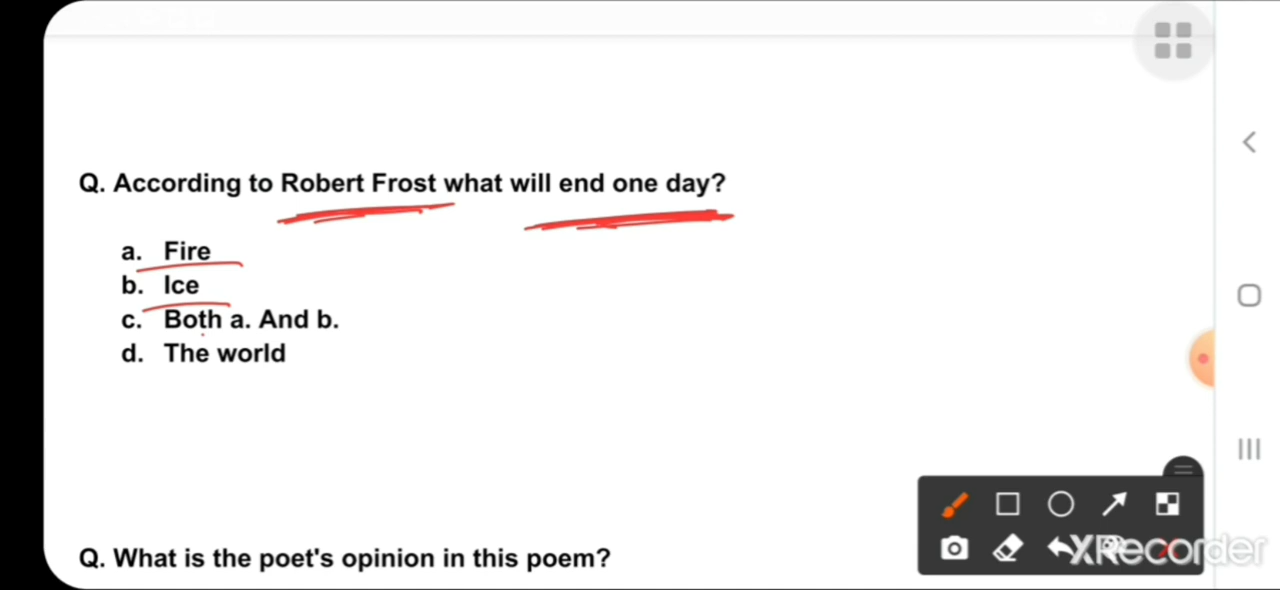 Q. According to Robert Frost what will end one day?
a. Fire
b. Ice
c. Both a. And b.
d. The world
Q. What is the poet's opinion in this poem?
XRecorder